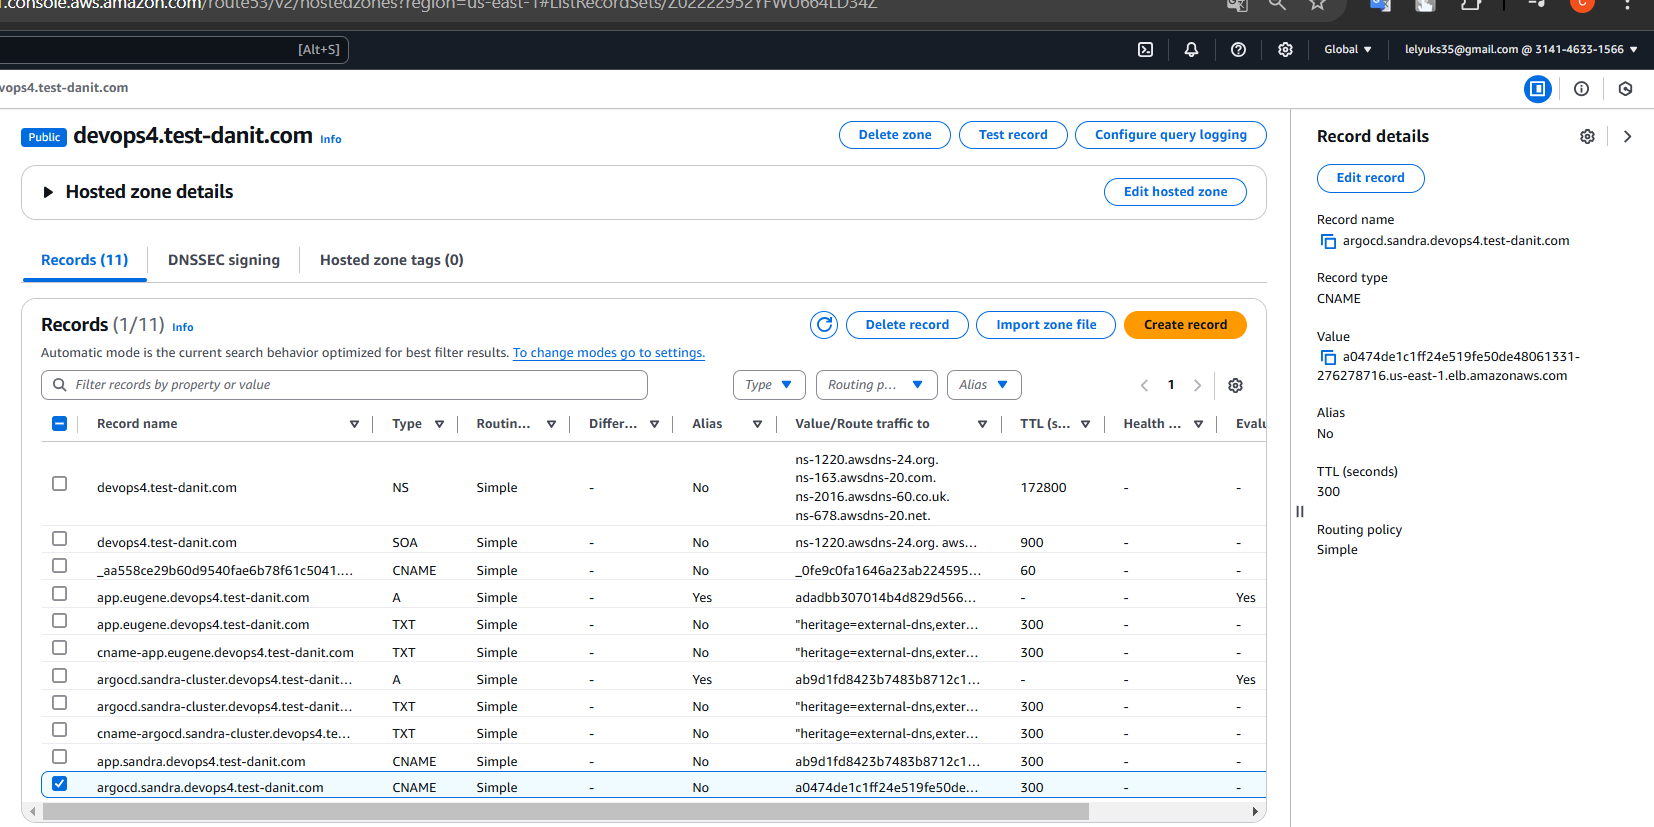 .console.aws.amazon.com/route53/v2/hostedzones?region=us-east-1#ListRecordSets/Z02222952YFWU664LD34Z
[Alt+S]
Global
lelyuks35@gmail.com @ 3141-4633-1566
vops4.test-danit.com
Public
devops4.test-danit.com
Info
Delete zone
Test record
Configure query logging
Hosted zone details
Edit hosted zone
Records (11)
DNSSEC signing
Hosted zone tags (0)
Records (1/11)
Info
Delete record
Import zone file
Create record
Automatic mode is the current search behavior optimized for best filter results. To change modes go to settings.
Filter records by property or value
Type
Routing p...
Alias
1
Record name Type Routin... Differ... Alias Value/Route traffic to TTL (s... Health ... Evalu
devops4.test-danit.com NS Simple - No ns-1220.awsdns-24.org. 172800 - -
ns-163.awsdns-20.com.
ns-2016.awsdns-60.co.uk.
ns-678.awsdns-20.net.
devops4.test-danit.com SOA Simple - No ns-1220.awsdns-24.org. aws... 900 - -
_aa558ce29b60d9540fae6b78f61c5041.... CNAME Simple - No _0fe9c0fa1646a23ab224595... 60 - -
app.eugene.devops4.test-danit.com A Simple - Yes adadbb307014b4d829d566... - - Yes
app.eugene.devops4.test-danit.com TXT Simple - No "heritage=external-dns,exter... 300 - -
cname-app.eugene.devops4.test-danit.com TXT Simple - No "heritage=external-dns,exter... 300 - -
argocd.sandra-cluster.devops4.test-danit... A Simple - Yes ab9d1fd8423b7483b8712c1... - - Yes
argocd.sandra-cluster.devops4.test-danit... TXT Simple - No "heritage=external-dns,exter... 300 - -
cname-argocd.sandra-cluster.devops4.te... TXT Simple - No "heritage=external-dns,exter... 300 - -
app.sandra.devops4.test-danit.com CNAME Simple - No ab9d1fd8423b7483b8712c1... 300 - -
argocd.sandra.devops4.test-danit.com CNAME Simple - No a0474de1c1ff24e519fe50de... 300 - -
Record details
Edit record
Record name
argocd.sandra.devops4.test-danit.com
Record type
CNAME
Value
a0474de1c1ff24e519fe50de48061331-
276278716.us-east-1.elb.amazonaws.com
Alias
No
TTL (seconds)
300
Routing policy
Simple